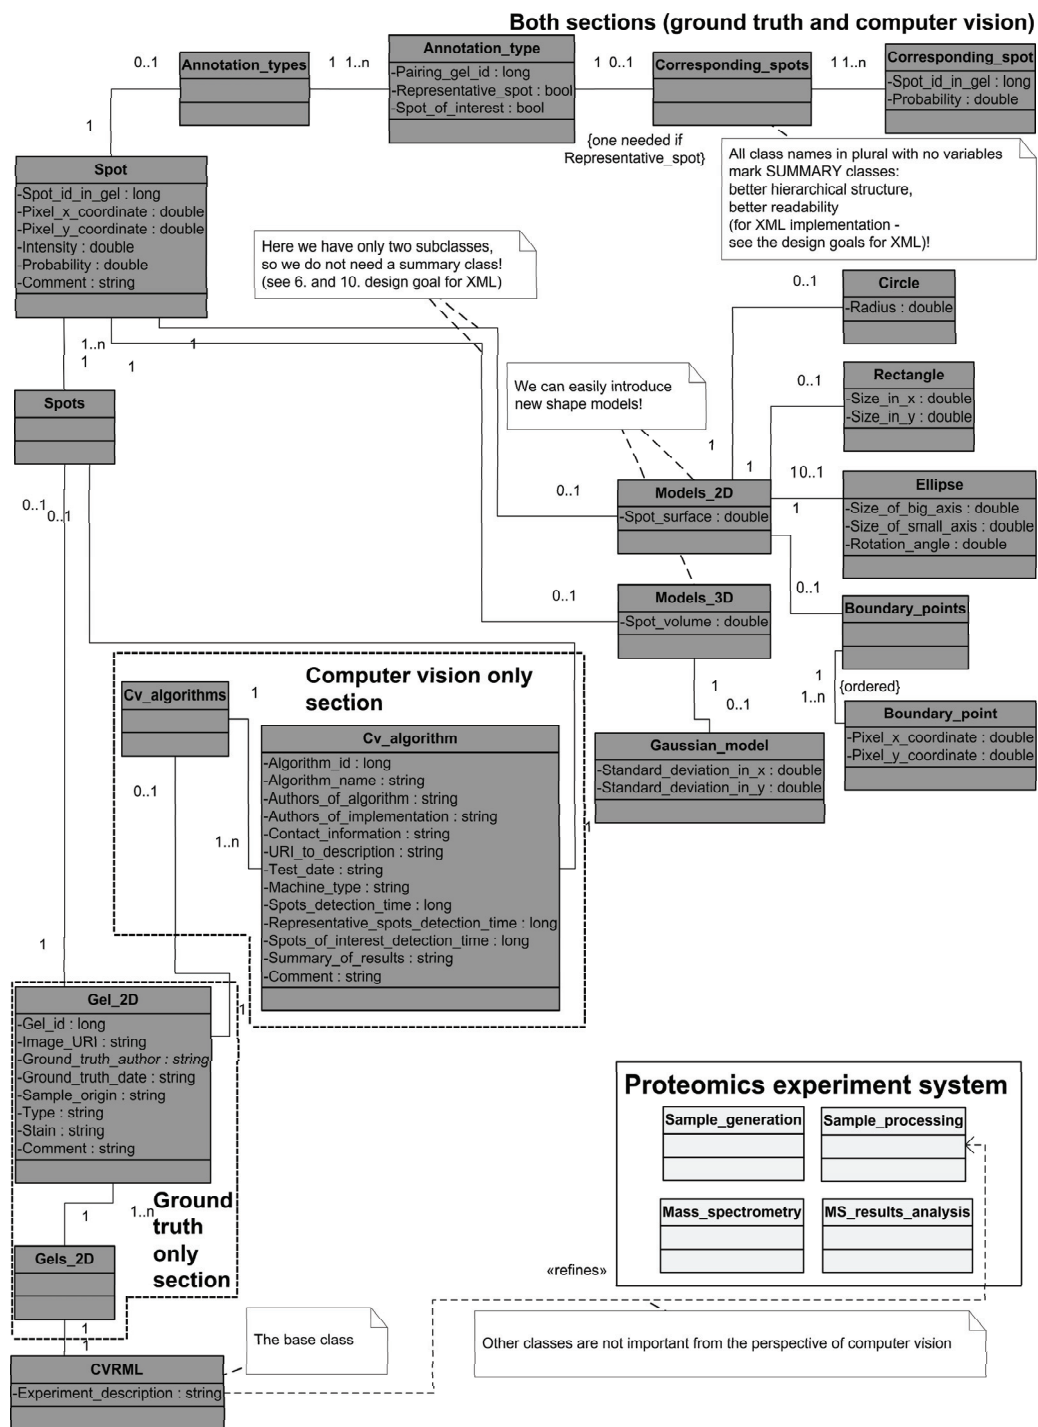 Both sections (ground truth and computer vision)
0..1
Annotation_types
1 1..n
Annotation_type
-Pairing_gel_id : long
-Representative_spot : bool
-Spot_of_interest : bool
1 0..1
Corresponding_spots
1 1..n
Corresponding_spot
-Spot_id_in_gel : long
-Probability : double
{one needed if
Representative_spot}
All class names in plural with no variables
mark SUMMARY classes:
better hierarchical structure,
better readability
(for XML implementation -
see the design goals for XML)!
1
Spot
-Spot_id_in_gel : long
-Pixel_x_coordinate : double
-Pixel_y_coordinate : double
-Intensity : double
-Probability : double
-Comment : string
Here we have only two subclasses,
so we do not need a summary class!
(see 6. and 10. design goal for XML)
0..1
Circle
-Radius : double
1..n
1
1
1
Spots
We can easily introduce
new shape models!
0..1
Rectangle
-Size_in_x : double
-Size_in_y : double
1
1
0..1
0..1
0..1
Models_2D
-Spot_surface : double
10..1
1
Ellipse
-Size_of_big_axis : double
-Size_of_small_axis : double
-Rotation_angle : double
0..1
Models_3D
-Spot_volume : double
0..1
Boundary_points
1
1..n
{ordered}
Boundary_point
-Pixel_x_coordinate : double
-Pixel_y_coordinate : double
1
0..1
Gaussian_model
-Standard_deviation_in_x : double
-Standard_deviation_in_y : double
Computer vision only
section
Cv_algorithms
1
0..1
1..n
Cv_algorithm
-Algorithm_id : long
-Algorithm_name : string
-Authors_of_algorithm : string
-Authors_of_implementation : string
-Contact_information : string
-URI_to_description : string
-Test_date : string
-Machine_type : string
-Spots_detection_time : long
-Representative_spots_detection_time : long
-Spots_of_interest_detection_time : long
-Summary_of_results : string
-Comment : string
1
1
1
Gel_2D
-Gel_id : long
-Image_URI : string
-Ground_truth_author : string
-Ground_truth_date : string
-Sample_origin : string
-Type : string
-Stain : string
-Comment : string
1
1..n
Ground
truth
only
section
Gels_2D
1
1
CVRML
-Experiment_description : string
The base class
Proteomics experiment system
Sample_generation
Sample_processing
Mass_spectrometry
MS_results_analysis
«refines»
Other classes are not important from the perspective of computer vision